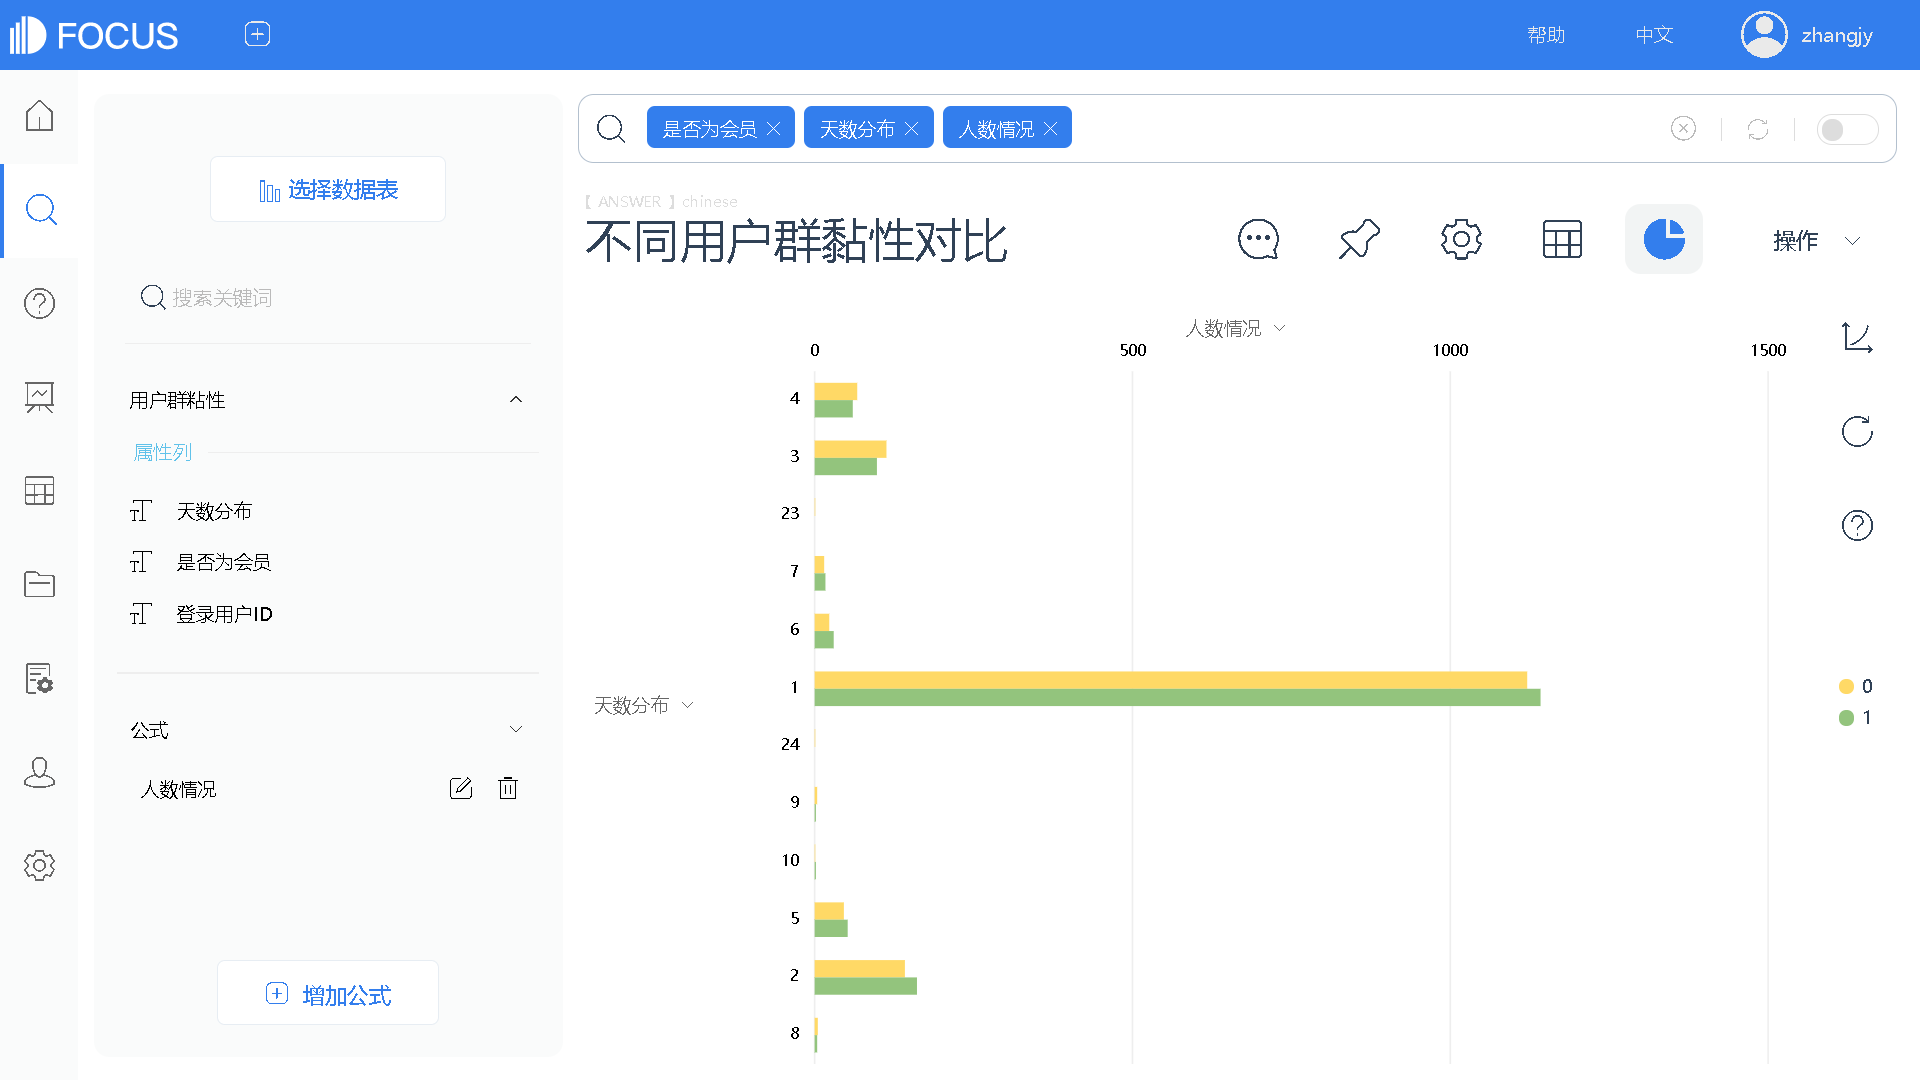 FOCUS
帮助
中文
zhangjy
选择数据表
搜索关键词
用户群粘性
属性列
天数分布
是否为会员
登录用户ID
公式
人数情况
增加公式
是否为会员
天数分布
人数情况
【 ANSWER 】chinese
不同用户群黏性对比
操作
人数情况
0 500 1000 1500
天数分布
4
3
23
7
6
1
24
9
10
5
2
8
0
1